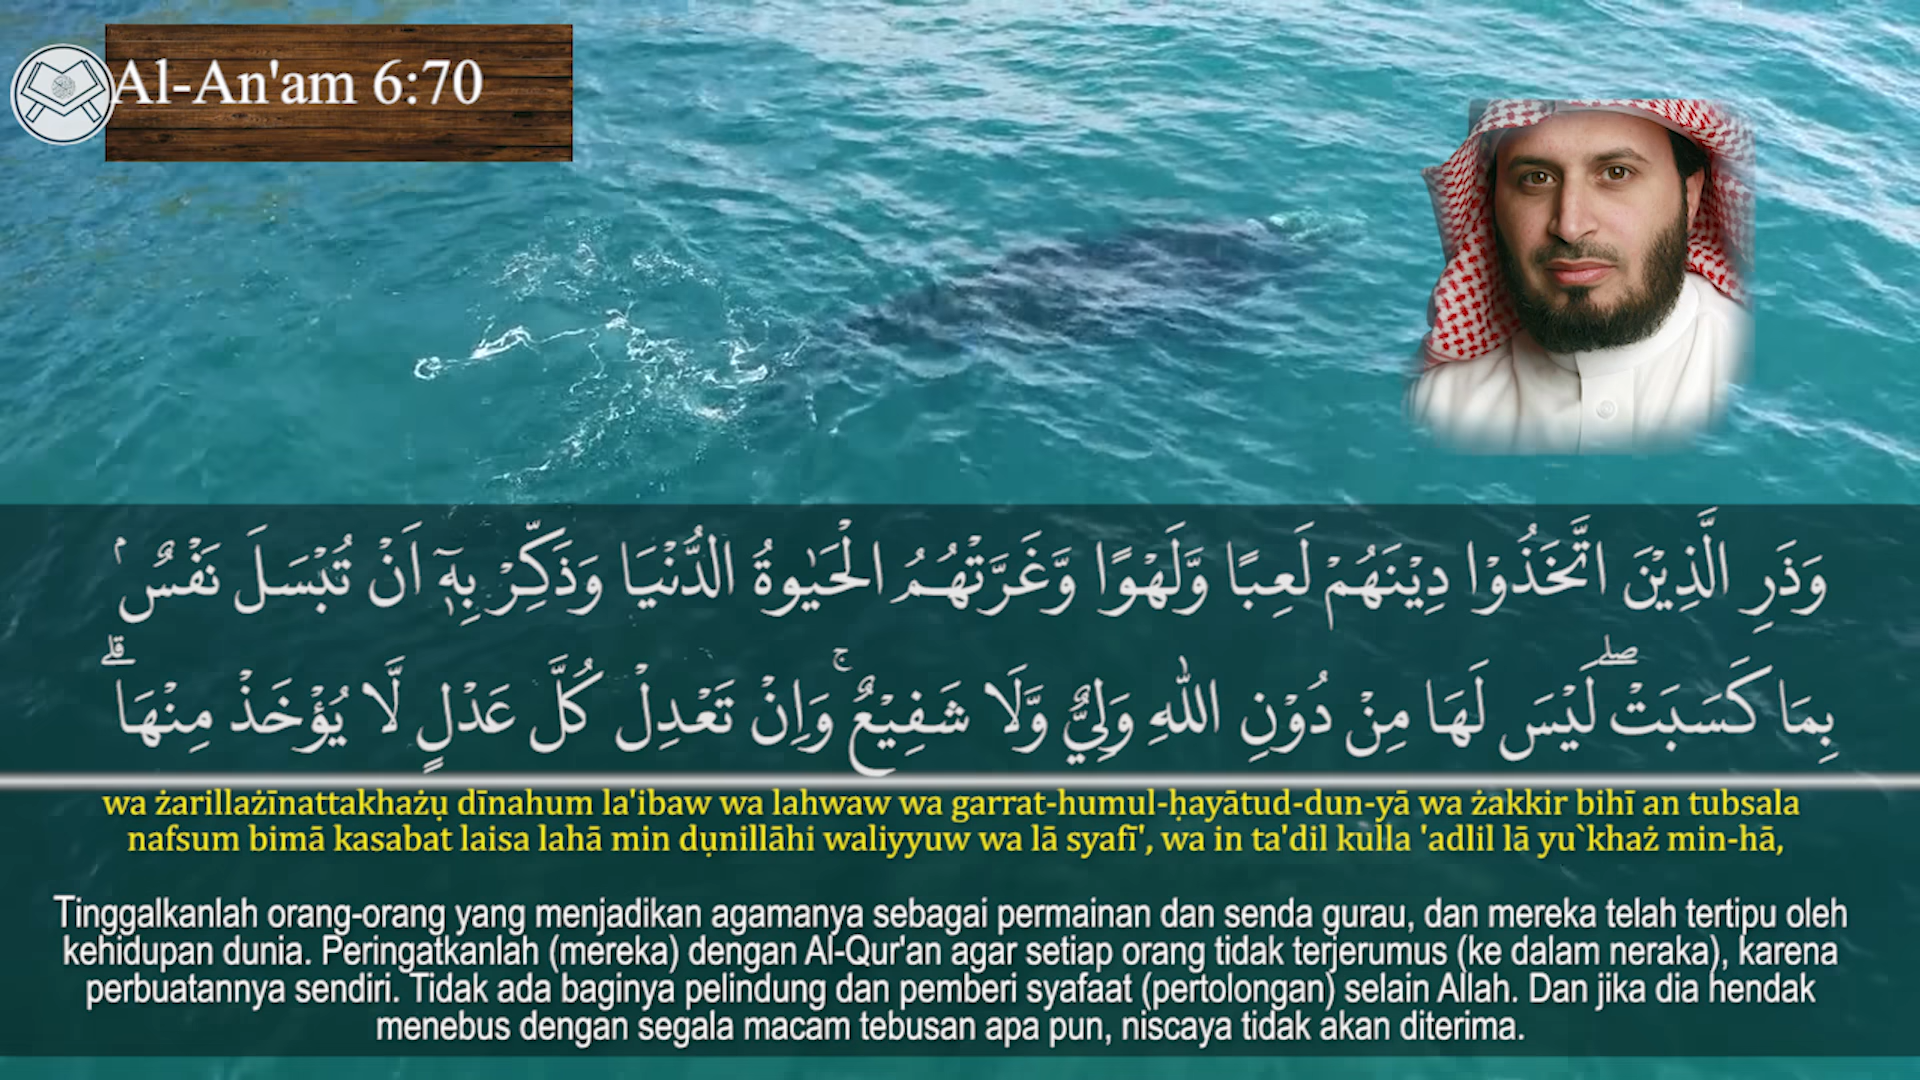 Al-An'am 6:70
وَذَرِ الَّذِيْنَ اتَّخَذُوْا دِيْنَهُمْ لَعِبًا وَّلَهْوًا وَّغَرَّتْهُمُ الْحَيٰوةُ الدُّنْيَا وَذَكِّرْ بِهٖٓ اَنْ تُبْسَلَ نَفْسٌۢ
بِمَا كَسَبَتْۖ لَيْسَ لَهَا مِنْ دُوْنِ اللّٰهِ وَلِيٌّ وَّلَا شَفِيْعٌۚ وَاِنْ تَعْدِلْ كُلَّ عَدْلٍ لَّا يُؤْخَذْ مِنْهَاۗ
wa żarillażīnattakhażụ dīnahum la'ibaw wa lahwaw wa garrat-humul-ḥayātud-dun-yā wa żakkir bihī an tubsala
nafsum bimā kasabat laisa lahā min dụnillāhi waliyyuw wa lā syafī', wa in ta'dil kulla 'adlil lā yu`khaż min-hā,
Tinggalkanlah orang-orang yang menjadikan agamanya sebagai permainan dan senda gurau, dan mereka telah tertipu oleh
kehidupan dunia. Peringatkanlah (mereka) dengan Al-Qur'an agar setiap orang tidak terjerumus (ke dalam neraka), karena
perbuatannya sendiri. Tidak ada baginya pelindung dan pemberi syafaat (pertolongan) selain Allah. Dan jika dia hendak
menebus dengan segala macam tebusan apa pun, niscaya tidak akan diterima.